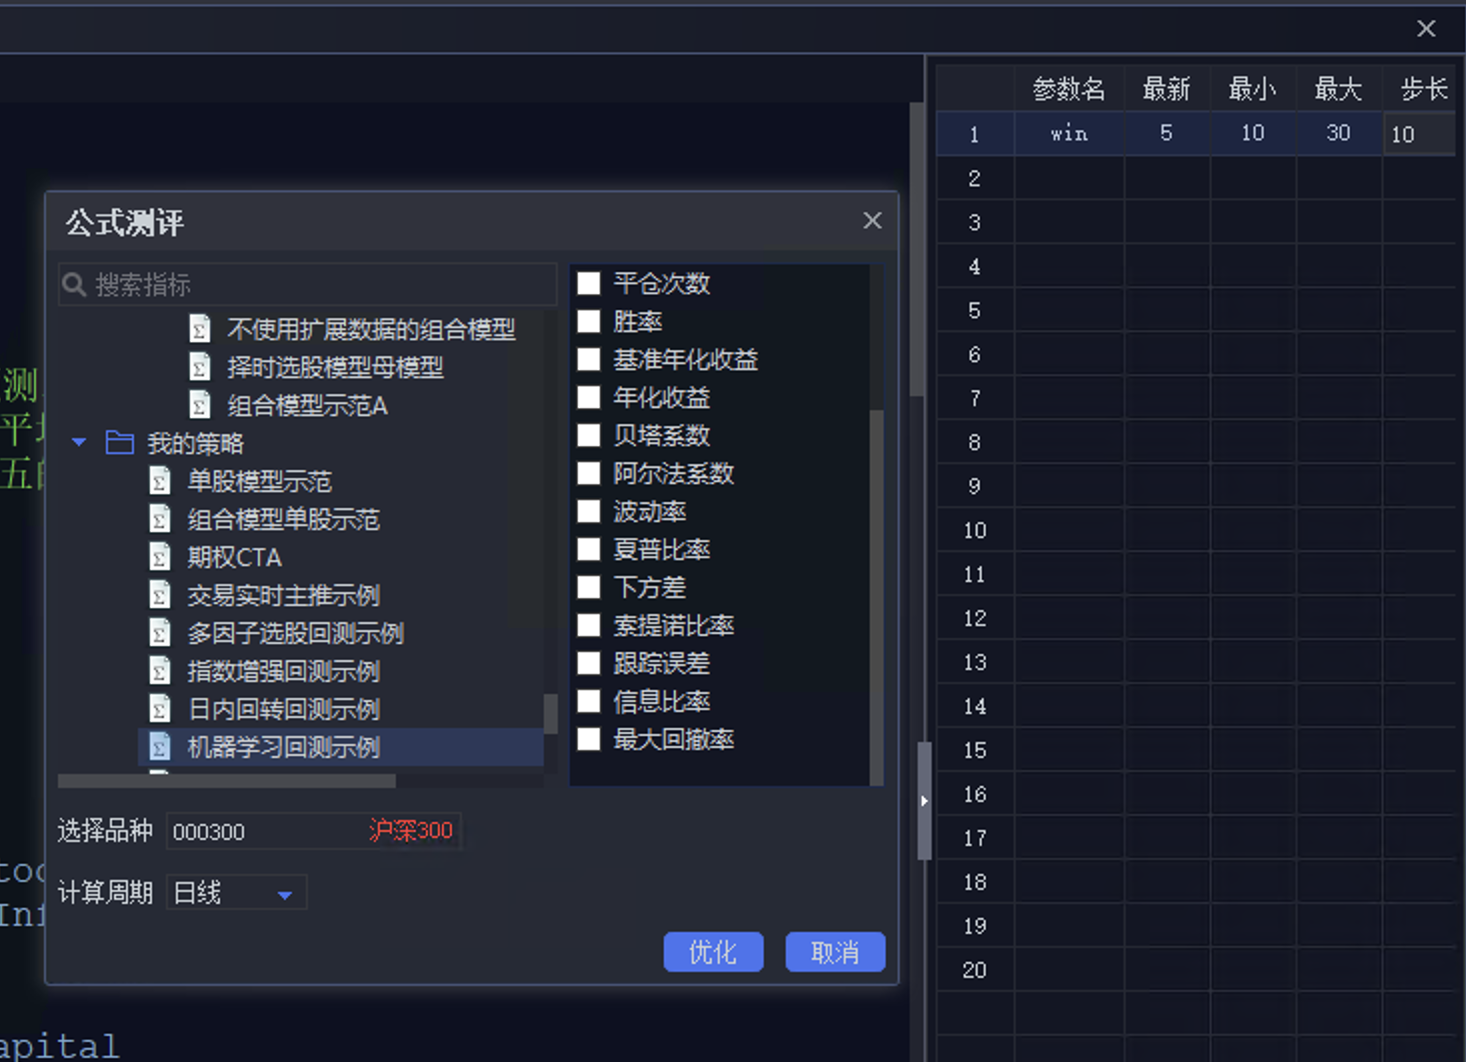 参数名 最新 最小 最大 步长
1 win 5 10 30 10
2
3
4
5
6
7
8
9
10
11
12
13
14
15
16
17
18
19
20
公式测评
搜索指标
不使用扩展数据的组合模型
择时选股模型母模型
组合模型示范A
我的策略
单股模型示范
组合模型单股示范
期权CTA
交易实时主推示例
多因子选股回测示例
指数增强回测示例
日内回转回测示例
机器学习回测示例
平仓次数
胜率
基准年化收益
年化收益
贝塔系数
阿尔法系数
波动率
夏普比率
下方差
索提诺比率
跟踪误差
信息比率
最大回撤率
选择品种 000300 沪深300
计算周期 日线
优化 取消
测
平
五
apital